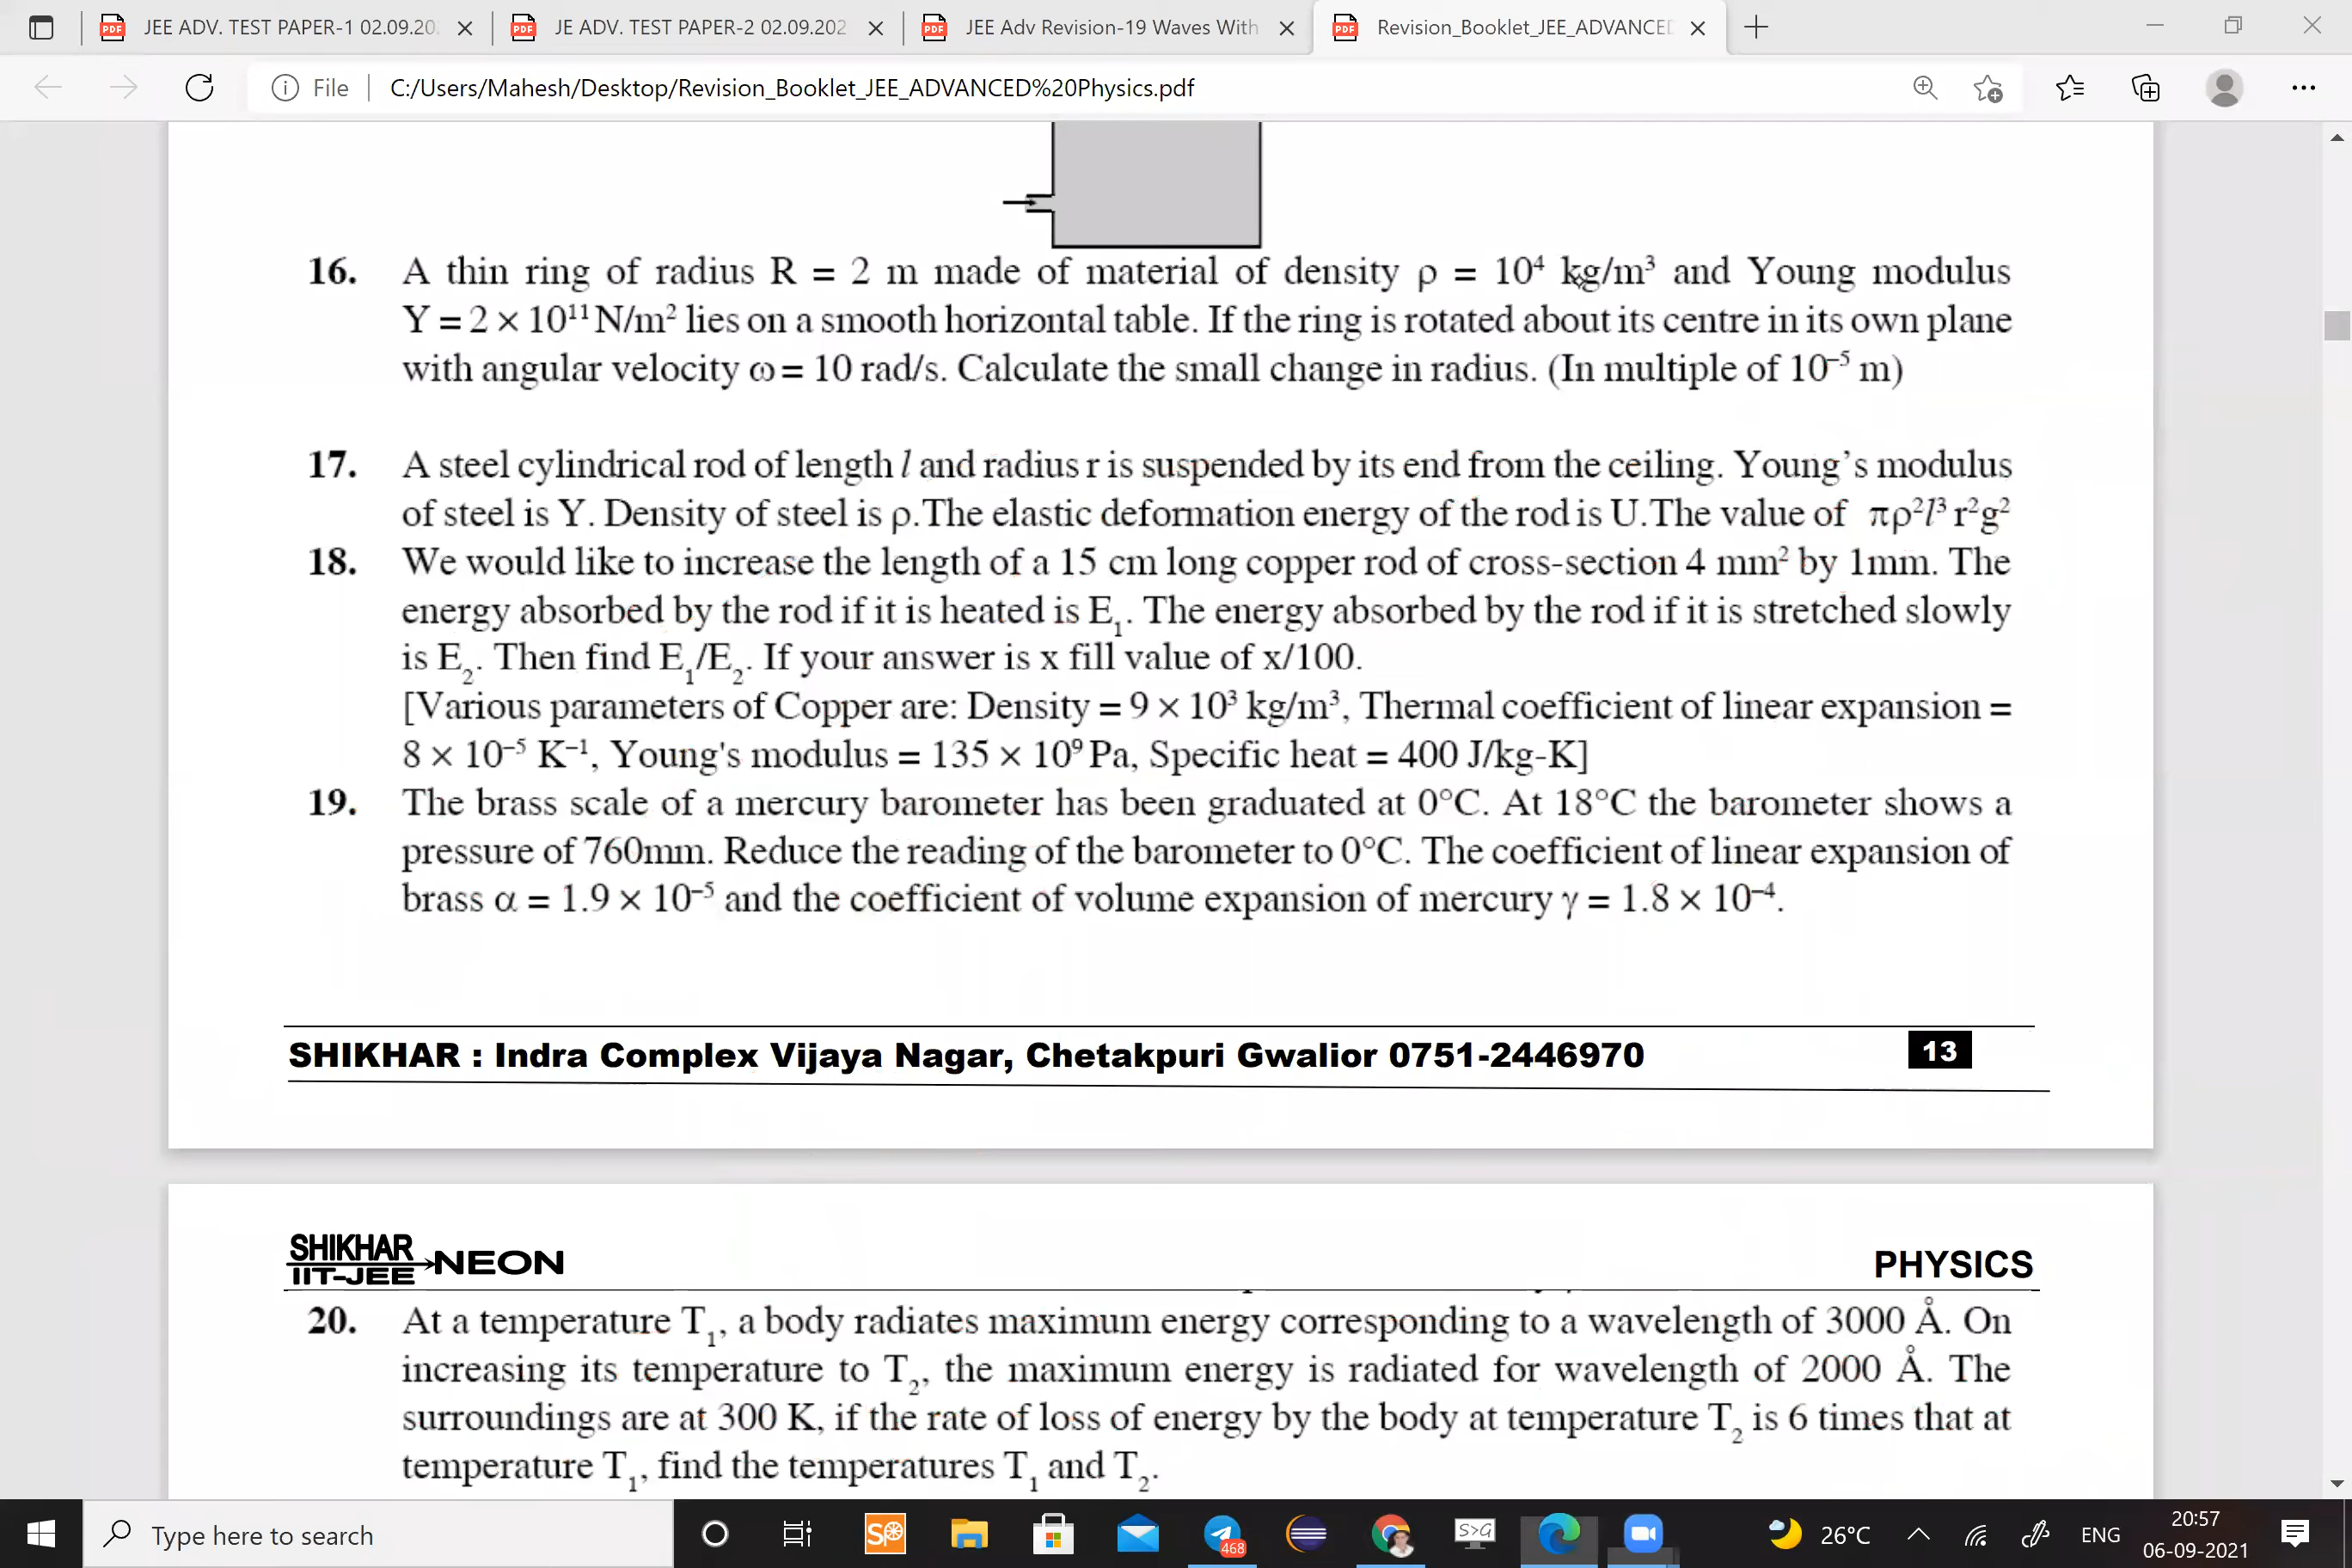 JEE ADV. TEST PAPER-1 02.09.20
JE ADV. TEST PAPER-2 02.09.202
JEE Adv Revision-19 Waves With
Revision_Booklet_JEE_ADVANCED
File
C:/Users/Mahesh/Desktop/Revision_Booklet_JEE_ADVANCED%20Physics.pdf
16. A thin ring of radius R = 2 m made of material of density ρ = 10⁴ kg/m³ and Young modulus
Y = 2 × 10¹¹ N/m² lies on a smooth horizontal table. If the ring is rotated about its centre in its own plane
with angular velocity ω = 10 rad/s. Calculate the small change in radius. (In multiple of 10⁻⁵ m)
17. A steel cylindrical rod of length l and radius r is suspended by its end from the ceiling. Young's modulus
of steel is Y. Density of steel is ρ.The elastic deformation energy of the rod is U.The value of πρ²l³ r²g²
18. We would like to increase the length of a 15 cm long copper rod of cross-section 4 mm² by 1mm. The
energy absorbed by the rod if it is heated is E₁. The energy absorbed by the rod if it is stretched slowly
is E₂. Then find E₁/E₂. If your answer is x fill value of x/100.
[Various parameters of Copper are: Density = 9 × 10³ kg/m³, Thermal coefficient of linear expansion =
8 × 10⁻⁵ K⁻¹, Young's modulus = 135 × 10⁹ Pa, Specific heat = 400 J/kg-K]
19. The brass scale of a mercury barometer has been graduated at 0°C. At 18°C the barometer shows a
pressure of 760mm. Reduce the reading of the barometer to 0°C. The coefficient of linear expansion of
brass α = 1.9 × 10⁻⁵ and the coefficient of volume expansion of mercury γ = 1.8 × 10⁻⁴.
SHIKHAR : Indra Complex Vijaya Nagar, Chetakpuri Gwalior 0751-2446970 13
SHIKHAR
IIT-JEE NEON
PHYSICS
20. At a temperature T₁, a body radiates maximum energy corresponding to a wavelength of 3000 Å. On
increasing its temperature to T₂, the maximum energy is radiated for wavelength of 2000 Å. The
surroundings are at 300 K, if the rate of loss of energy by the body at temperature T₂ is 6 times that at
temperature T₁, find the temperatures T₁ and T₂.
Type here to search
SP
468
S>G
26°C
ENG
20:57
06-09-2021